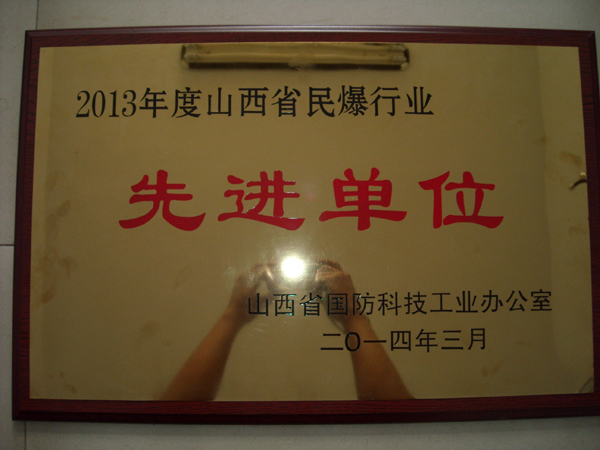 2013年度山西省民爆行业
先进单位
山西省国防科技工业办公室
二O一四年三月